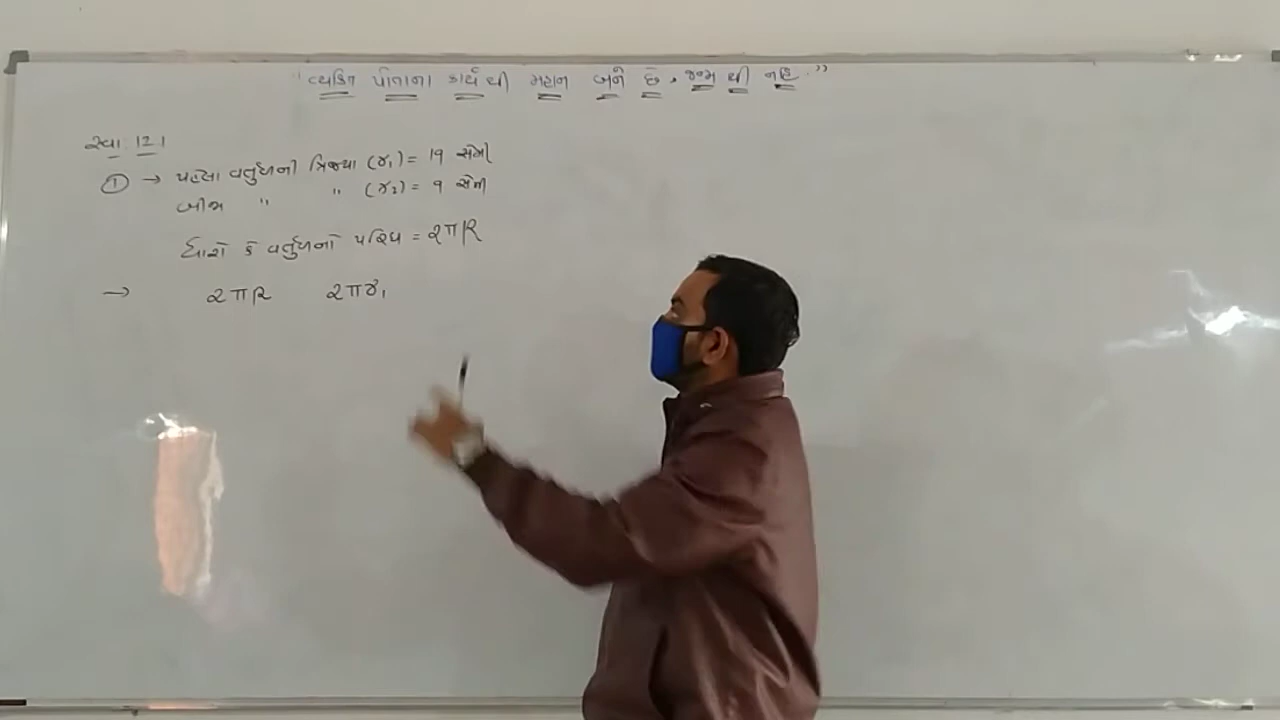 "વ્યક્તિ પોતાના કાર્ય થી મહાન બને છે, જન્મ થી નહિ."
સ્વા. 12.1
① → પહેલા વર્તુળની ત્રિજ્યા (r₁) = 19 સેમી
બીજા " " (r₂) = 9 સેમી
ધારો કે વર્તુળનો પરિઘ = 2πR
→ 2πR 2πr₁